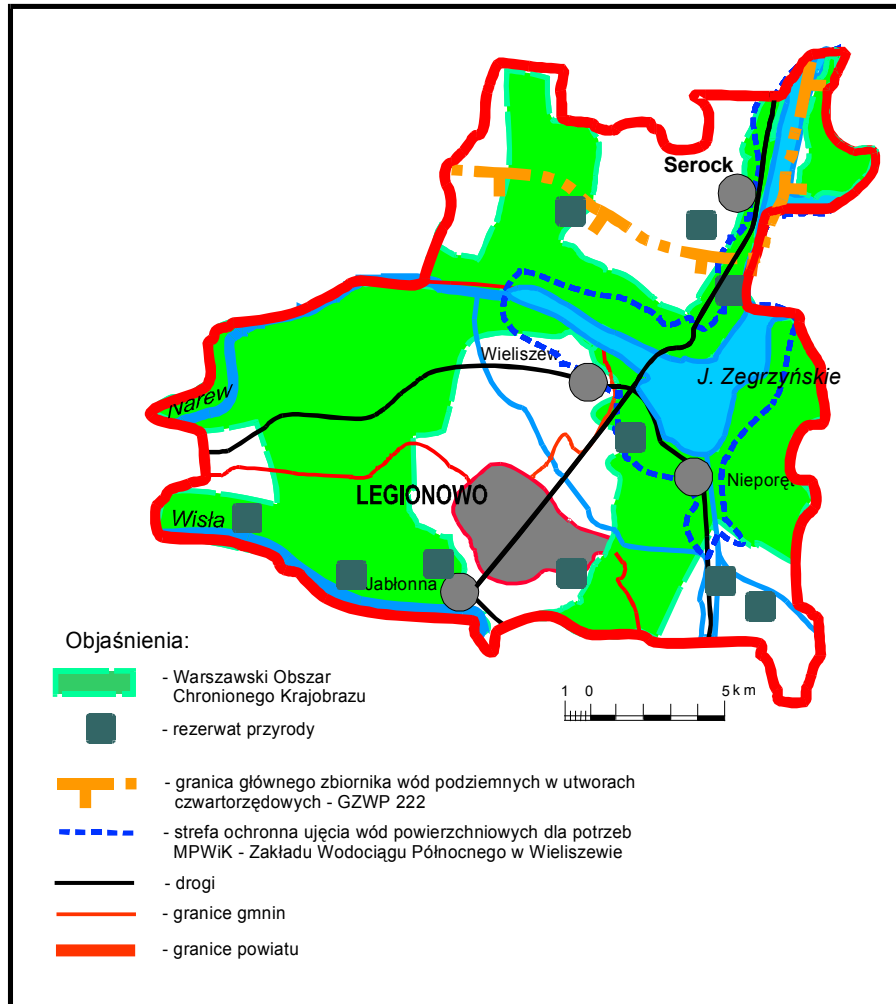 Serock
Wieliszew
J. Zegrzyńskie
Narew
Nieporęt
LEGIONOWO
Wisła
Jabłonna
Objaśnienia:
- Warszawski Obszar
Chronionego Krajobrazu
- rezerwat przyrody
1 0 5 k m
- granica głównego zbiornika wód podziemnych w utworach
czwartorzędowych - GZWP 222
- strefa ochronna ujęcia wód powierzchniowych dla potrzeb
MPWiK - Zakładu Wodociągu Północnego w Wieliszewie
- drogi
- granice gmnin
- granice powiatu